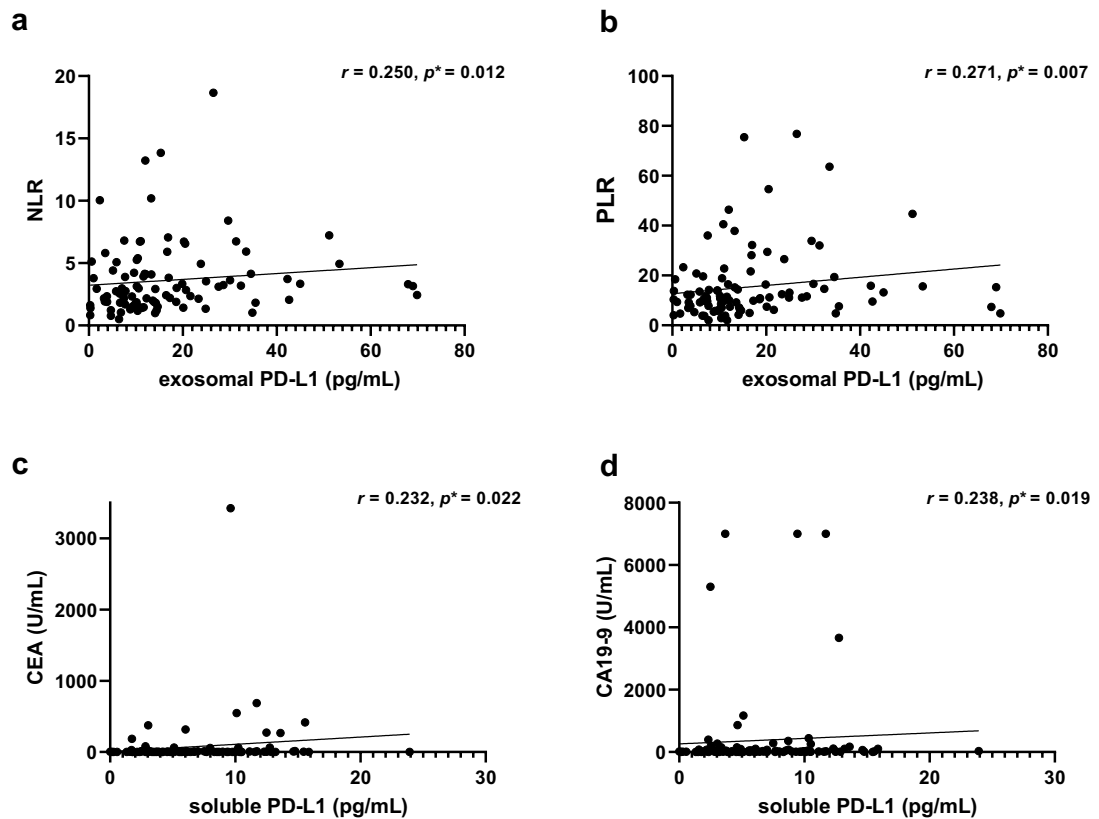 a
r = 0.250, p* = 0.012
20
15
10
5
0
NLR
0 20 40 60 80
exosomal PD-L1 (pg/mL)
b
r = 0.271, p* = 0.007
100
80
60
40
20
0
PLR
0 20 40 60 80
exosomal PD-L1 (pg/mL)
c
r = 0.232, p* = 0.022
3000
2000
1000
0
CEA (U/mL)
0 10 20 30
soluble PD-L1 (pg/mL)
d
r = 0.238, p* = 0.019
8000
6000
4000
2000
0
CA19-9 (U/mL)
0 10 20 30
soluble PD-L1 (pg/mL)